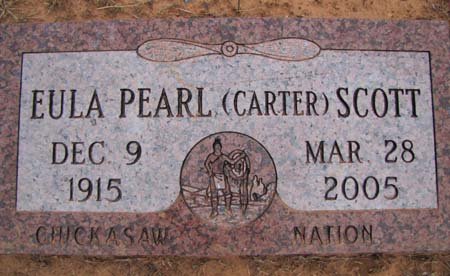 EULA PEARL (CARTER) SCOTT
DEC 9 MAR 28
1915 2005
CHICKASAW NATION